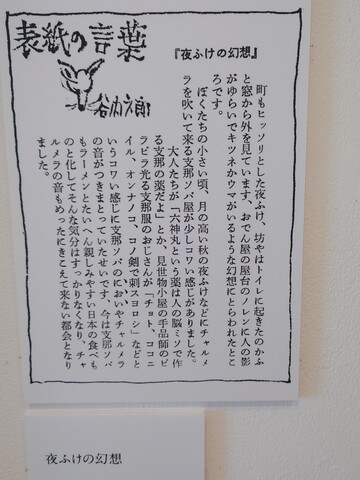 表紙の言葉
谷内六郎
『夜ふけの幻想』
町もヒッソリとした夜ふけ、坊やはトイレに起きたのかふ
と窓から外を見ています、おでん屋の屋台のノレンに人の影
がゆらいでキツネかウマがいるような幻想にとらわれたとこ
ろです。
ぼくたちの小さい頃、月の高い秋の夜ふけなどにチャルメ
ラを吹いて来る支那ソバ屋が少しコワい感じがありました。
大人たちが「六神丸という薬は人の脳ミソで作
る支那の薬だよ」とか、見世物小屋の手品師のビ
ラビラ光る支那服のおじさんが「チョト、ココニ
イル、オンナノコ、コノ剣で刺スヨロシ」などと
いうコワい感じに支那ソバのにおいやチャルメラ
の音がつきまとっていたせいです、今は支那ソバ
もラーメンとたいへん親しみやすい日本の食べも
のと化してそんな気分はすっかりなくなり、チャ
ルメラの音もめったにきこえて来ない都会となり
ました。
夜ふけの幻想